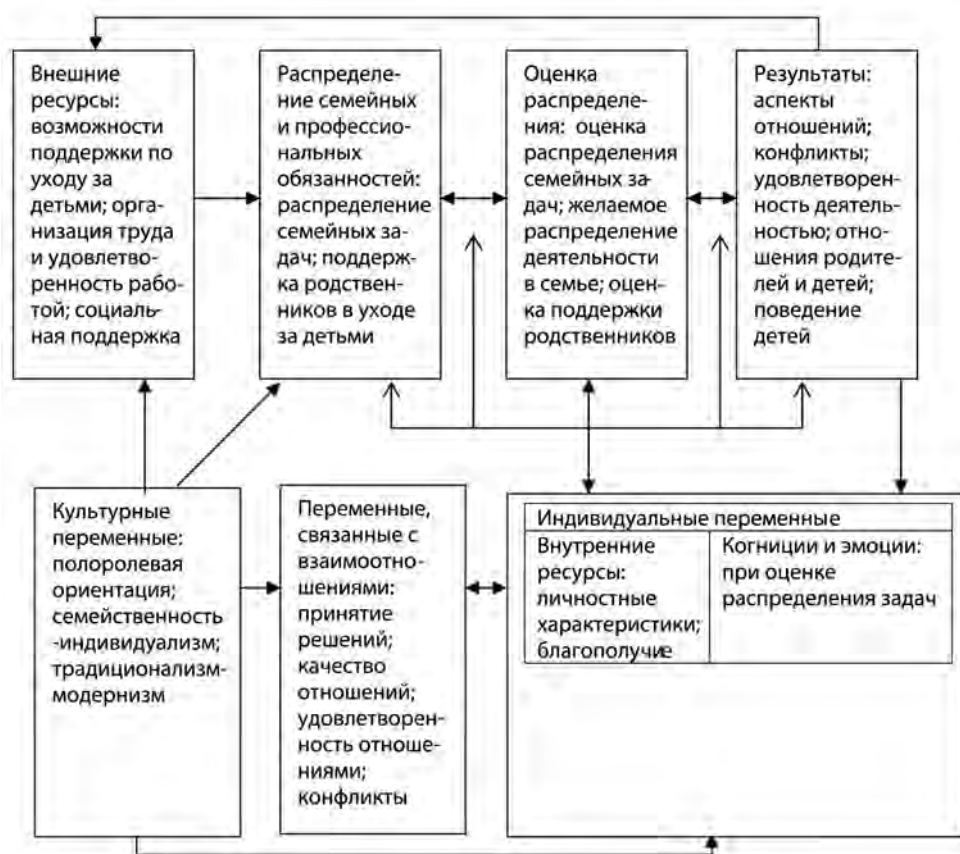 Внешние
ресурсы:
возможности
поддержки по
уходу за
детьми; орга-
низация труда
и удовлетво-
ренность рабо-
той; социаль-
ная поддержка
Распределе-
ние семейных
и профессио-
нальных
обязанностей:
распределение
семейных за-
дач; поддерж-
ка родствен-
ников в уходе
за детьми
Оценка
распределе-
ния: оценка
распределения
семейных за-
дач; желаемое
распределение
деятельности
в семье; оцен-
ка поддержки
родственников
Результаты:
аспекты
отношений;
конфликты;
удовлетворен-
ность деятель-
ностью; отно-
шения родите-
лей и детей;
поведение
детей
Культурные
переменные:
полоролевая
ориентация;
семейственность
-индивидуализм;
традиционализм-
модернизм
Переменные,
связанные с
взаимоотно-
шениями:
принятие
решений;
качество
отношений;
удовлетворен-
ность отноше-
ниями;
конфликты
Индивидуальные переменные
Внутренние
ресурсы:
личностные
характеристики;
благополучие
Когниции и эмоции:
при оценке
распределения задач